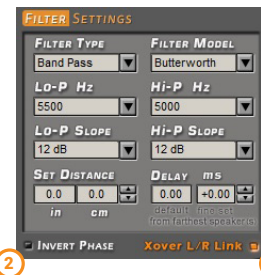 FILTER SETTINGS
FILTER TYPE FILTER MODEL
Band Pass Butterworth
LO-P HZ HI-P HZ
5500 5000
LO-P SLOPE HI-P SLOPE
12 dB 12 dB
SET DISTANCE DELAY ms
0.0 0.0 0.00 +0.00
in cm default fine set
from farthest speaker is
INVERT PHASE Xover L/R Link
2